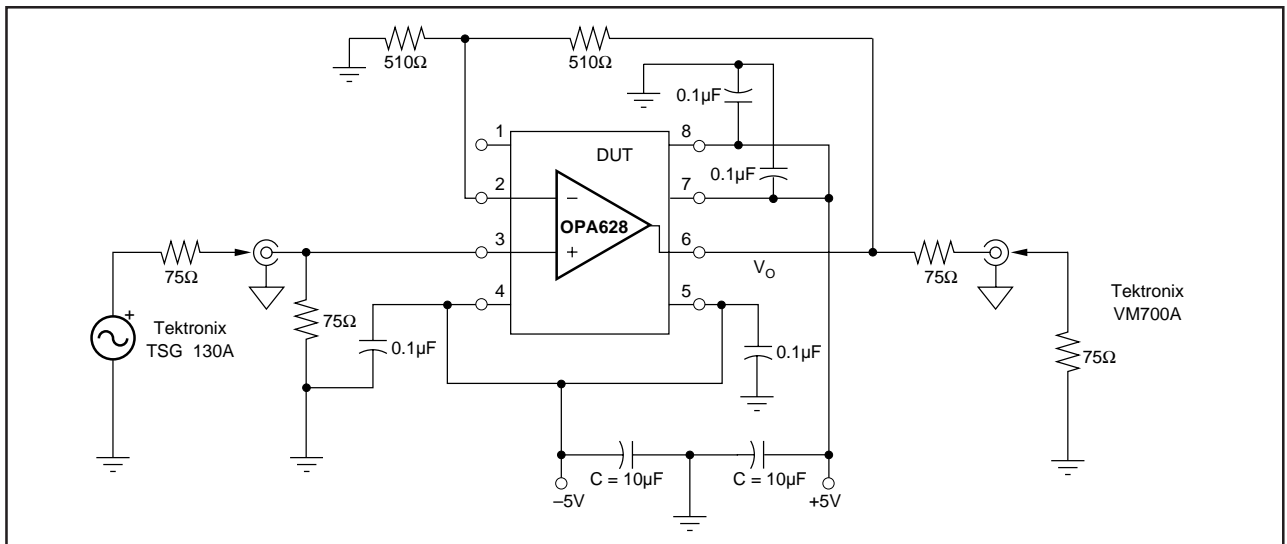 510Ω
510Ω
0.1µF
1
8
DUT
0.1µF
2
7
−
OPA628
3
6
+
V_O
75Ω
75Ω
4
5
Tektronix
TSG 130A
75Ω
0.1µF
0.1µF
Tektronix
VM700A
75Ω
+
C = 10µF
C = 10µF
–5V
+5V